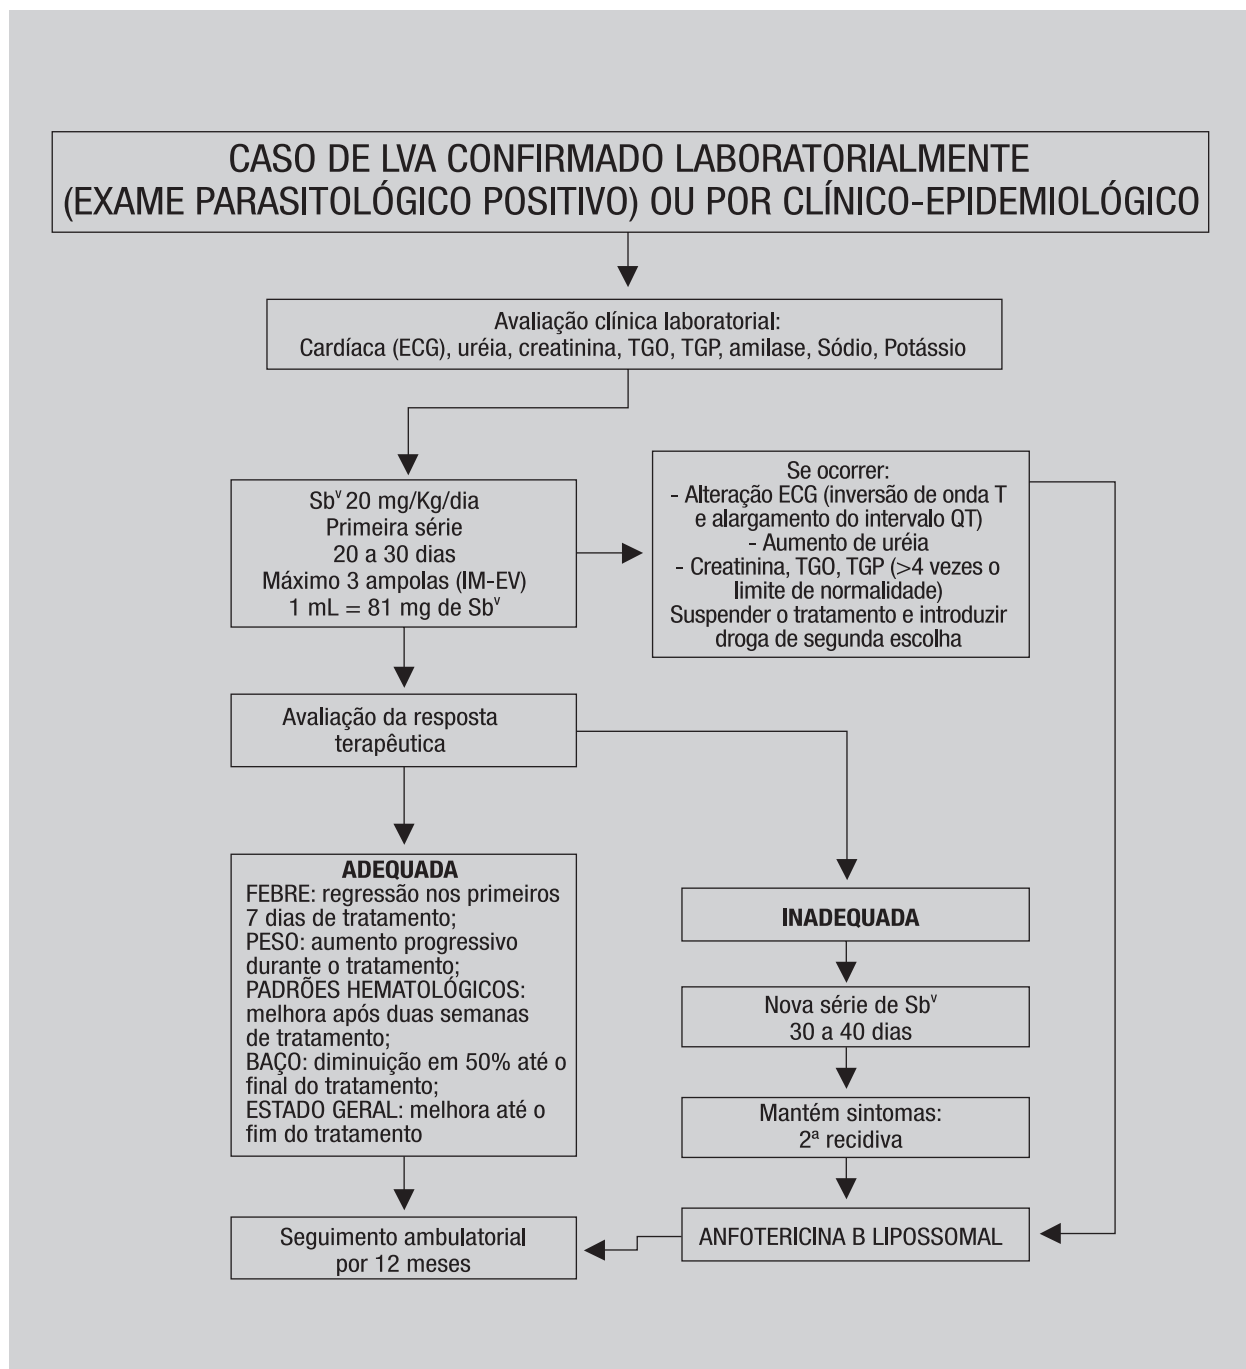 CASO DE LVA CONFIRMADO LABORATORIALMENTE
(EXAME PARASITOLÓGICO POSITIVO) OU POR CLÍNICO-EPIDEMIOLÓGICO
Avaliação clínica laboratorial:
Cardíaca (ECG), uréia, creatinina, TGO, TGP, amilase, Sódio, Potássio
Sbᵛ 20 mg/Kg/dia
Primeira série
20 a 30 dias
Máximo 3 ampolas (IM-EV)
1 mL = 81 mg de Sbᵛ
Se ocorrer:
- Alteração ECG (inversão de onda T
e alargamento do intervalo QT)
- Aumento de uréia
- Creatinina, TGO, TGP (>4 vezes o
limite de normalidade)
Suspender o tratamento e introduzir
droga de segunda escolha
Avaliação da resposta
terapêutica
ADEQUADA
FEBRE: regressão nos primeiros
7 dias de tratamento;
PESO: aumento progressivo
durante o tratamento;
PADRÕES HEMATOLÓGICOS:
melhora após duas semanas
de tratamento;
BAÇO: diminuição em 50% até o
final do tratamento;
ESTADO GERAL: melhora até o
fim do tratamento
INADEQUADA
Nova série de Sbᵛ
30 a 40 dias
Mantém sintomas:
2ª recidiva
ANFOTERICINA B LIPOSSOMAL
Seguimento ambulatorial
por 12 meses